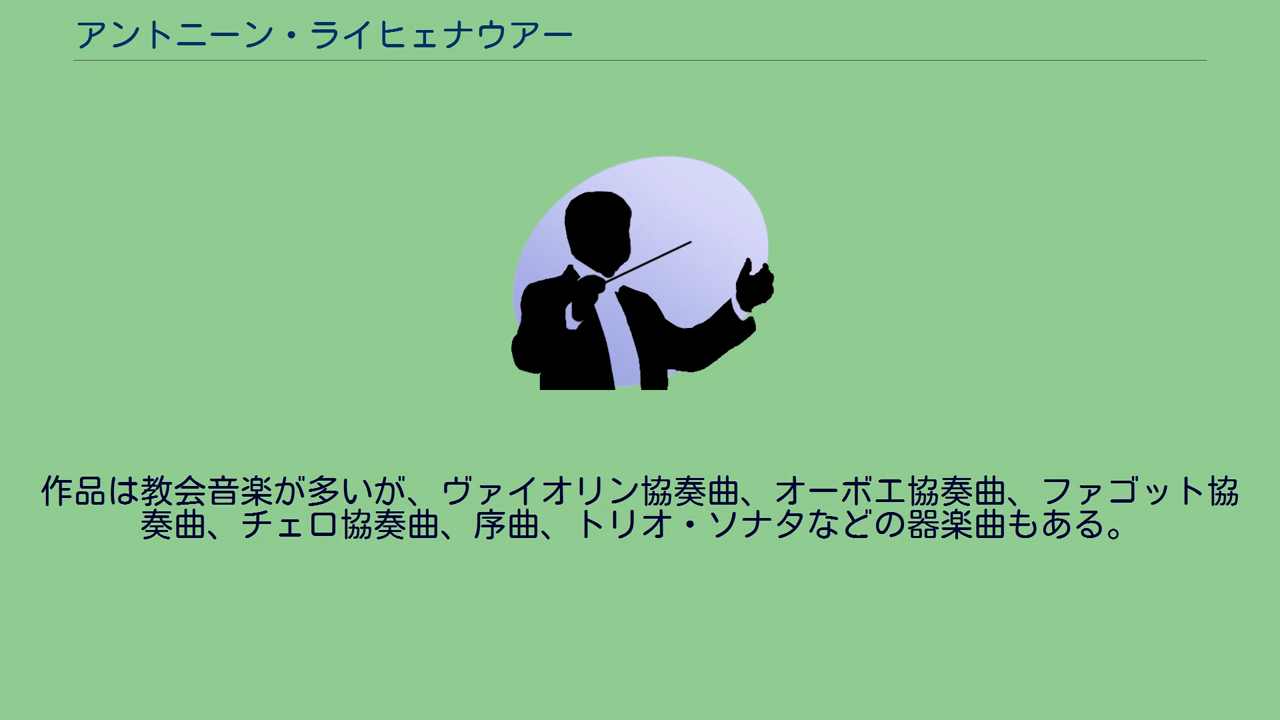 アントニーン・ライヒェナウアー
作品は教会音楽が多いが、ヴァイオリン協奏曲、オーボエ協奏曲、ファゴット協
奏曲、チェロ協奏曲、序曲、トリオ・ソナタなどの器楽曲もある。